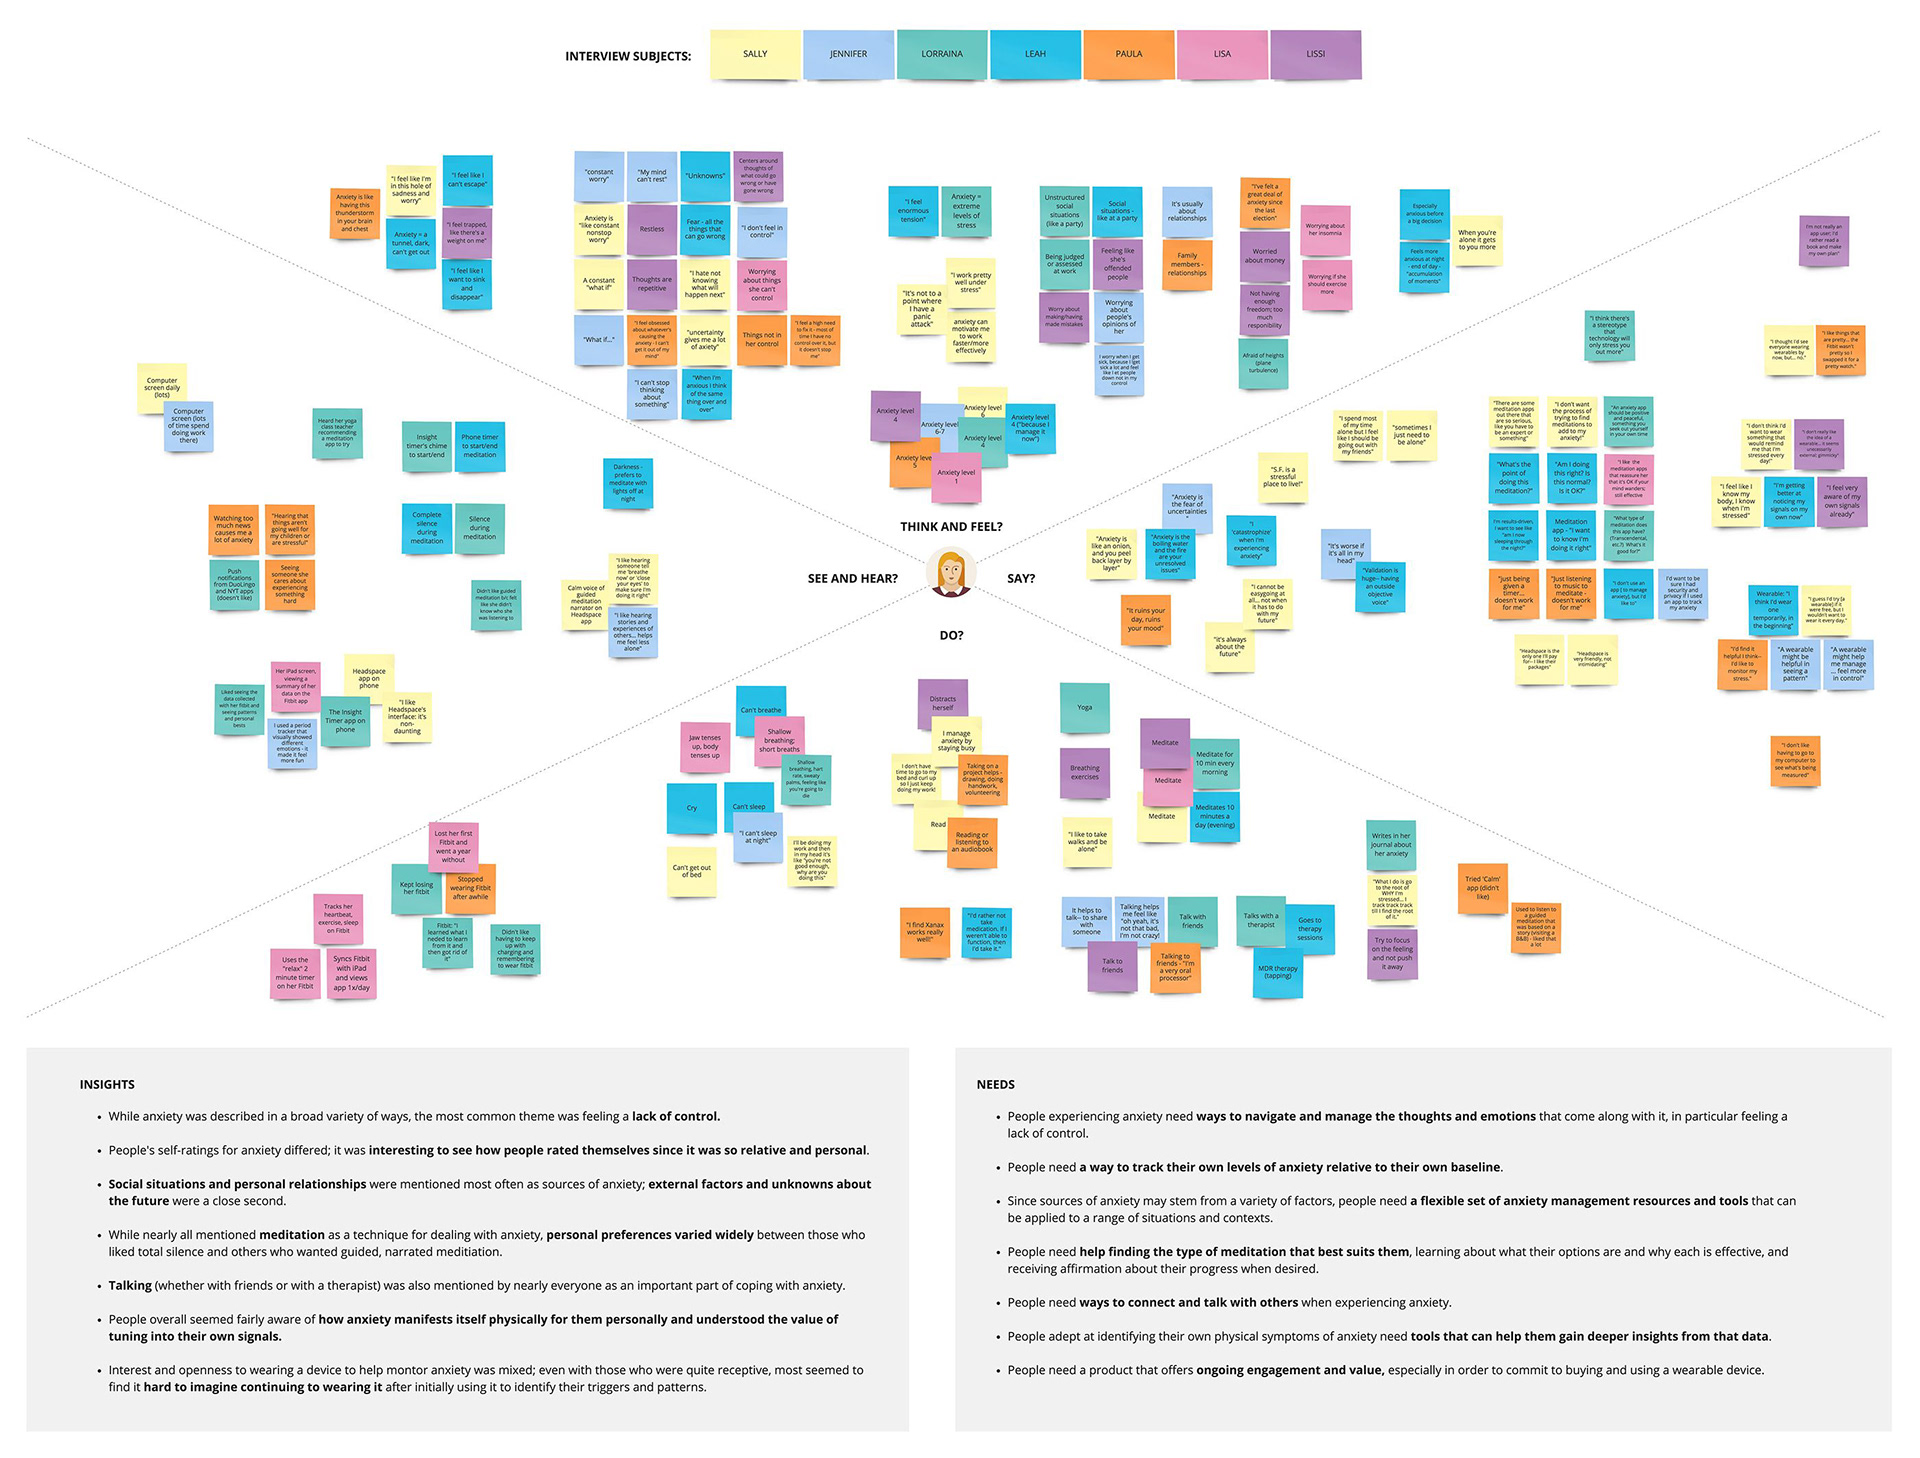 INTERVIEW SUBJECTS:
SALLY
JENNIFER
LORRAINA
LEAH
PAULA
LISA
LISSI
THINK AND FEEL?
Anxiety is
like having
this
thunderstorm
in your brain
and chest
"I feel like I'm
in this hole of
sadness and
worry"
"I feel like I
can't escape"
Anxiety = a
tunnel, dark,
can't get out
"I feel trapped,
like there's a
weight on me"
"I feel like I
want to sink
and
disappear"
"constant
worry"
"My mind
can't rest"
"Unknowns"
Centers around
thoughts of
what could go
wrong or have
gone wrong
Anxiety is
"like constant
nonstop
worry"
Restless
Fear - all the
things that
can go wrong
"I don't feel in
control"
A constant
"what if"
Thoughts are
repetitive
"I hate not
knowing
what will
happen next"
Worrying
about things
she can't
control
"What if..."
"I feel obsessed
about whatever's
causing the
anxiety - I can't
get it out of my
mind"
"uncertainty
gives me a lot
of axiety"
Things not in
her control
"I feel a high need
to fix it - most of
time I have no
control over it, but
it doesn't stop
me"
"I can't stop
thinking
about
something"
"When I'm
anxious I think
of the same
thing over and
over"
"I feel
enormous
tension"
Anxiety =
extreme
levels of
stress
"I work pretty
well under
stress"
"It's not to a
point where
I have a
panic
attack"
anxiety can
motivate me
to work
faster/more
effectively
Unstructured
social
situations
(like a party)
Social
situations -
like at a party
Being judged
or assessed
at work
Feeling like
she's
offended
people
Worry about
making/having
made mistakes
Worrying
about
people's
opinions of
her
I worry when I get
sick, because I get
sick a lot and feel
like I let people
down not in my
control
It's usually
about
relationships
Family
members -
relationships
"I've felt a
great deal of
anxiety since
the last
election"
Worried
about money
Not having
enough
freedom; too
much
responibility
Afraid of heights
(plane
turbulence)
Worrying about
her insomnia
Worrying if she
should exercise
more
Especially
anxious before
a big decision
Feels more
anxious at night
- end of day -
"accumulation
of moments"
When you're
alone it gets
to you more
Anxiety level
4
Anxiety level
6-7
Anxiety level
6
Anxiety level
4 ("because I
manage it
now")
Anxiety level
4
Anxiety leve
5
Anxiety level
1
SEE AND HEAR?
Computer
screen daily
(lots)
Computer
screen (lots
of time spend
doing work
there)
Heard her yoga
class teacher
recommending
a meditation
app to try
Insight
timer's chime
to start/end
Phone timer
to start/end
meditation
Darkness -
prefers to
meditate with
lights off at
night
Watching too
much news
causes me a
lot of anxiety
"Hearing that
things aren't
going well for
my children or
are stressful"
Push
notifications
from DuoLingo
and NYT apps
(doesn't like)
Seeing
someone she
cares about
experiencing
something
hard
Complete
silence
during
meditation
Silence
during
meditation
Didn't like guided
meditation b/c felt
like she didn't
know who she
was listening to
Calm voice of
guided
meditation
narrator on
Headspace
app
"I like hearing
someone tell me
'breathe
now' or 'close
your eyes' to
make sure I'm
doing it right"
"I like hearing
stories and
experiences of
others... helps
me feel less
alone"
Liked seeing the
data collected
with her fitbit and
seeing patterns
and personal
bests
Her iPad screen,
viewing a
summary of her
data on the
Fitbit app
I used a period
tracker that
visually showed
different
emotions - it
made it feel
more fun
Headspace
app on
phone
The Insight
Timer app on
phone
"I like
Headspace's
interface: it's
non-
daunting
SAY?
"I'm not really an
app user; I'd
rather read a
book and make
my own plan"
"I think there's
a stereotype
that
technology will
only stress you
out more"
"I thought I'd see
everyone wearing
wearables by
now, but ... no."
"I like things that
are pretty... the
Fitbit wasn't
pretty so I
swapped it for a
pretty watch."
"I spend most
of my time
alone but I feel
like I should be
going out with
my friends"
"sometimes I
just need to
be alone"
"S.F. is a
stressful
place to live!"
"Anxiety is
the fear of
uncertainties
"
"Anxiety is
like an onion,
and you peel
back layer by
layer"
"Anxiety is the
boiling water
and the fire
are your
unresolved
issues"
"I
'catastrophize'
when I'm
experiencing
anxiety"
"It's worse if
it's all in my
head"
"Validation is
huge-- having
an outside
objective voice"
"It ruins your
day, ruins
your mood"
"I cannot be
easygoing at
all... not when
it has to do
with my
future"
"it's always
about the
future"
"There are some
meditation apps
out there that
are so serious,
like you have to
be an expert or
something"
"I don't want
the process of
trying to find
meditations to
add to my
anxiety!"
"An anxiety app
should be positive
and peaceful,
something you
seek out yourself
in your own time
"What's the
point of
doing this
meditation?"
"Am I doing
this right? Is
this normal?
Is it OK?"
"I like the
meditation apps
that reassure her
that it's OK if your
mind wanders;
still effective
I'm results-driven,
I want to see like
"am I now
sleeping through
the night?"
Meditation
app - "I want
to know I'm
doing it right"
"What type of
meditation does
this app have?
(Transcendental,
etc.?) What's it
good for?"
"Just being
given a
timer...
doesn't work
for me"
"Just listening
to music to
meditate -
doesn't work
for me"
"I don't use an
app [ to manage
anxiety], but I'd
like to"
I'd want to be
sure I had
security and
privacy if I used
an app to track
my anxiety
"Headspace is the
only one I'll pay
for-- I like their
packages"
"Headspace is
very friendly, not
intimidating"
"I don't think I'd
want to wear
something that
would remind
me that I'm
stressed every
day!"
"I don't really like
the idea of a
wearable... it seems
unnecessarily
external; gimmicky"
"I feel like I
know my
body, I know
when I'm
stressed"
"I'm getting
better at
noticing my
signals on my
own now"
"I feel very
aware of my
own signals
already"
Wearable: "I
think I'd wear
one
temporarily, in
the beginning"
"I guess I'd try [a
wearable] if it
were free, but I
wouldn't want to
wear it every day."
"I'd find it
helpful I think--
I'd like to
monitor my
stress."
"A wearable
might be
helpful in
seeing a
pattern"
"A wearable
might help
me manage
... feel more
in control"
"I don't like
having to go to
my computer to
see what's being
measured"
DO?
Lost her first
Fitbit and
went a year
without
Kept losing
her fitbit
Stopped
wearing Fitbit
after awhile
Tracks her
heartbeat,
exercise, sleep
on Fitbit
Fitbit: "I
learned what I
needed to learn
from it and
then got rid of
it"
Didn't like
having to keep
up with
charging and
remembering
to wear fitbit
Uses the
"relax" 2
minute timer
on her Fitbit
Syncs Fitbit
with iPad
and views
app 1x/day
Can't breathe
Jaw tenses
up, body
tenses up
Shallow
breathing;
short breaths
Shallow
breathing, hart
rate, sweaty
palms, feeling like
you're going to
die
Cry
Can't sleep
"I can't sleep
at night"
Can't get out
of bed
I'll be doing my
work and then
in my head it's
like "you're not
good enough,
why are you
doing this"
Distracts
herself
I manage
anxiety by
staying busy
I don't have
time to go to my
bed and curl up
so I just keep
doing my work!
Taking on a
project helps -
drawing, doing
handwork,
volunteering
Read
Reading or
listening to
an audiobook
"I find Xanax
works really
well!"
"I'd rather not
take
medication. If I
weren't able to
function, then
I'd take it."
Yoga
Breathing
exercises
"I like to take
walks and be
alone"
Meditate
Meditate for
10 min every
morning
Meditate
Meditate
Meditates 10
minutes a
day (evening)
It helps to
talk-- to share
with
someone
Talking helps
me feel like
"oh yeah, it's
not that bad,
I'm not crazy!
Talk with
friends
Talk to
friends
Talking to
friends - "I'm
a very oral
processor"
Talks with a
therapist
Goes to
therapy
sessions
MDR therapy
(tapping)
Writes in her
journal about
her anxiety
"What I do is go
to the root of
WHY I'm
stressed... I
track track track
till I find the root
of it."
Try to focus
on the feeling
and not push
it away
Tried 'Calm'
app (didn't
like)
Used to listen to
a guided
meditation that
was based on a
story (visiting a
B&B) - liked that
a lot
INSIGHTS
• While anxiety was described in a broad variety of ways, the most common theme was feeling a lack of control.
• People's self-ratings for anxiety differed; it was interesting to see how people rated themselves since it was so relative and personal.
• Social situations and personal relationships were mentioned most often as sources of anxiety; external factors and unknowns about
the future were a close second.
• While nearly all mentioned meditation as a technique for dealing with anxiety, personal preferences varied widely between those who
liked total silence and others who wanted guided, narrated meditiation.
• Talking (whether with friends or with a therapist) was also mentioned by nearly everyone as an important part of coping with anxiety.
• People overall seemed fairly aware of how anxiety manifests itself physically for them personally and understood the value of
tuning into their own signals.
• Interest and openness to wearing a device to help montor anxiety was mixed; even with those who were quite receptive, most seemed to
find it hard to imagine continuing to wearing it after initially using it to identify their triggers and patterns.
NEEDS
• People experiencing anxiety need ways to navigate and manage the thoughts and emotions that come along with it, in particular feeling a
lack of control.
• People need a way to track their own levels of anxiety relative to their own baseline.
• Since sources of anxiety may stem from a variety of factors, people need a flexible set of anxiety management resources and tools that can
be applied to a range of situations and contexts.
• People need help finding the type of meditation that best suits them, learning about what their options are and why each is effective, and
receiving affirmation about their progress when desired.
• People need ways to connect and talk with others when experiencing anxiety.
• People adept at identifying their own physical symptoms of anxiety need tools that can help them gain deeper insights from that data.
• People need a product that offers ongoing engagement and value, especially in order to commit to buying and using a wearable device.